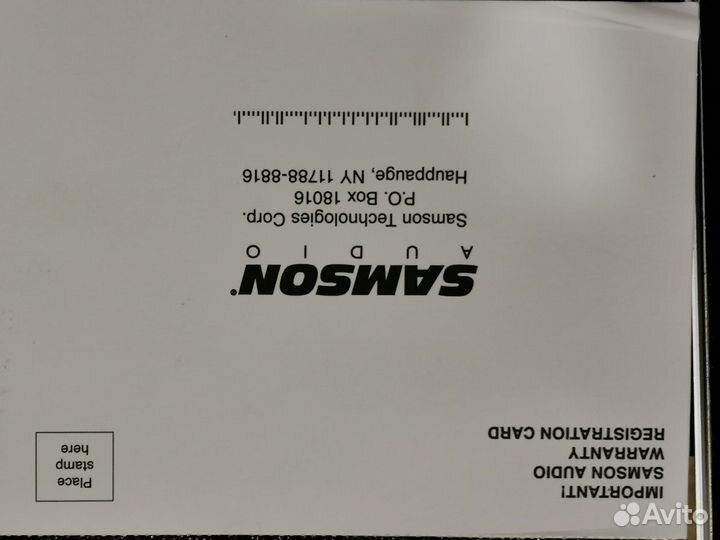 IMPORTANT!
SAMSON AUDIO
WARRANTY
REGISTRATION CARD
Place
stamp
here
SAMSON®
AUDIO
Samson Technologies Corp.
P.O. Box 18016
Hauppauge, NY 11788-8816
Avito